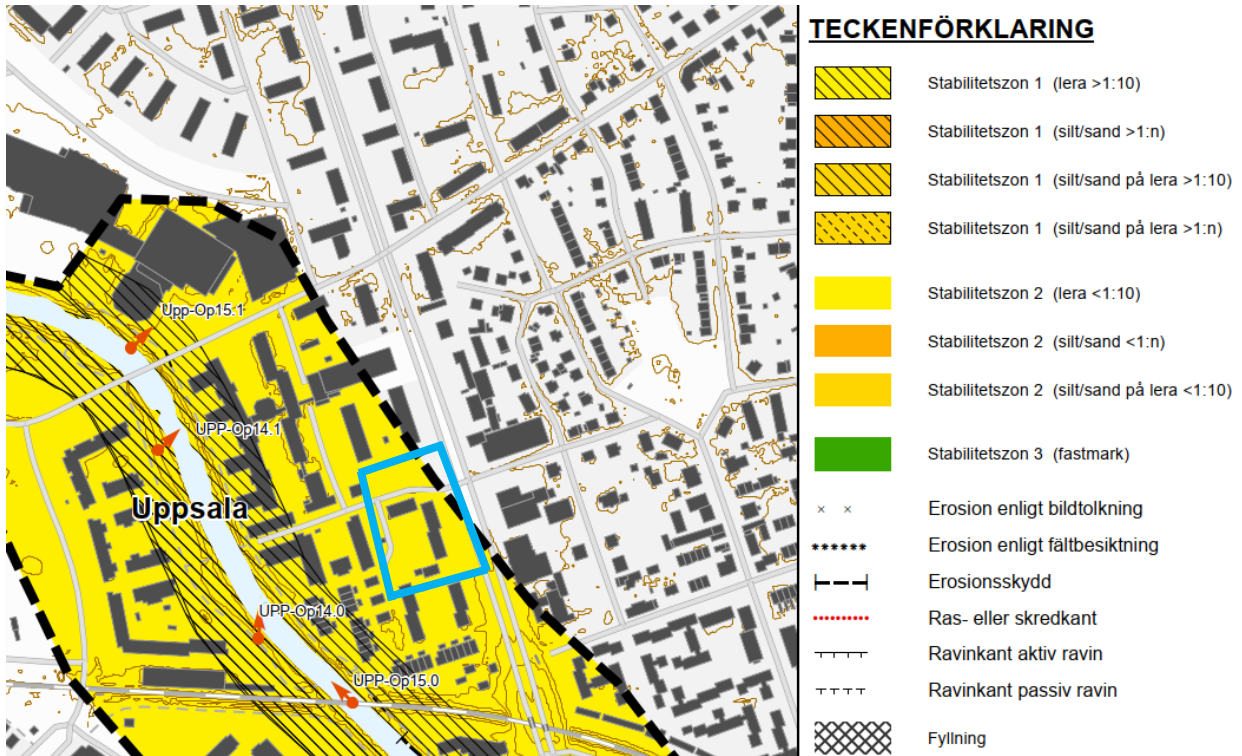 Upp-Op15.1
UPP-Op14.1
Uppsala
UPP-Op14.0
UPP-Op15.0
TECKENFÖRKLARING
Stabilitetszon 1 (lera >1:10)
Stabilitetszon 1 (silt/sand >1:n)
Stabilitetszon 1 (silt/sand på lera >1:10)
Stabilitetszon 1 (silt/sand på lera >1:n)
Stabilitetszon 2 (lera <1:10)
Stabilitetszon 2 (silt/sand <1:n)
Stabilitetszon 2 (silt/sand på lera <1:10)
Stabilitetszon 3 (fastmark)
Erosion enligt bildtolkning
Erosion enligt fältbesiktning
Erosionsskydd
Ras- eller skredkant
Ravinkant aktiv ravin
Ravinkant passiv ravin
Fyllning